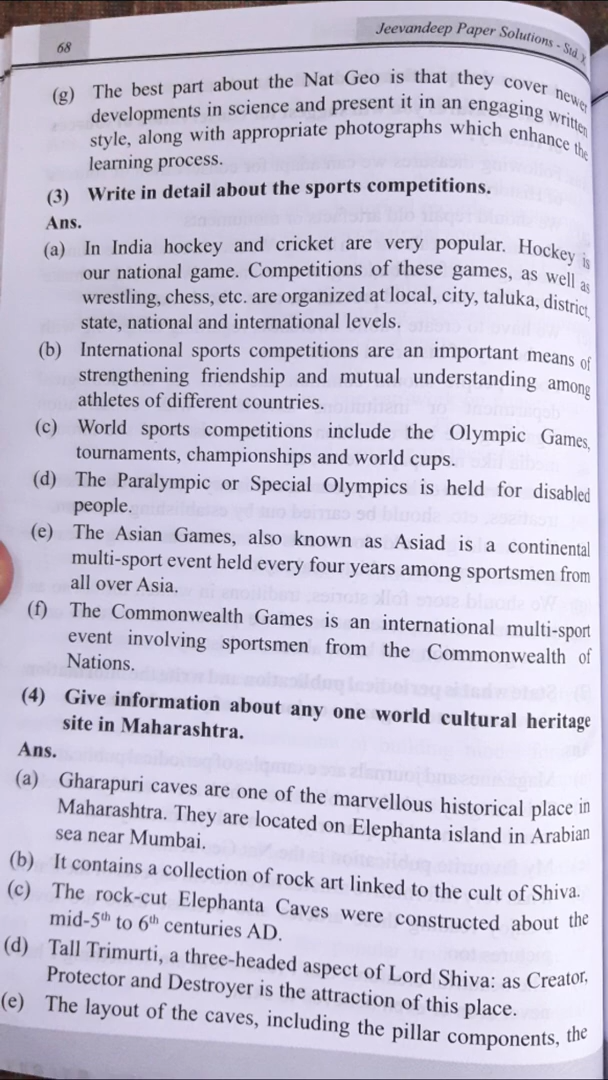 68
Jeevandeep Paper Solutions - Std. X
(g) The best part about the Nat Geo is that they cover newer
developments in science and present it in an engaging written
style, along with appropriate photographs which enhance the
learning process.
(3) Write in detail about the sports competitions.
Ans.
(a) In India hockey and cricket are very popular. Hockey is
our national game. Competitions of these games, as well as
wrestling, chess, etc. are organized at local, city, taluka, district,
state, national and international levels.
(b) International sports competitions are an important means of
strengthening friendship and mutual understanding among
athletes of different countries.
(c) World sports competitions include the Olympic Games,
tournaments, championships and world cups.
(d) The Paralympic or Special Olympics is held for disabled
people.
(e) The Asian Games, also known as Asiad is a continental
multi-sport event held every four years among sportsmen from
all over Asia.
(f) The Commonwealth Games is an international multi-sport
event involving sportsmen from the Commonwealth of
Nations.
(4) Give information about any one world cultural heritage
site in Maharashtra.
Ans.
(a) Gharapuri caves are one of the marvellous historical place in
Maharashtra. They are located on Elephanta island in Arabian
sea near Mumbai.
(b) It contains a collection of rock art linked to the cult of Shiva.
(c) The rock-cut Elephanta Caves were constructed about the
mid-5th to 6th centuries AD.
(d) Tall Trimurti, a three-headed aspect of Lord Shiva: as Creator,
Protector and Destroyer is the attraction of this place.
(e) The layout of the caves, including the pillar components, the